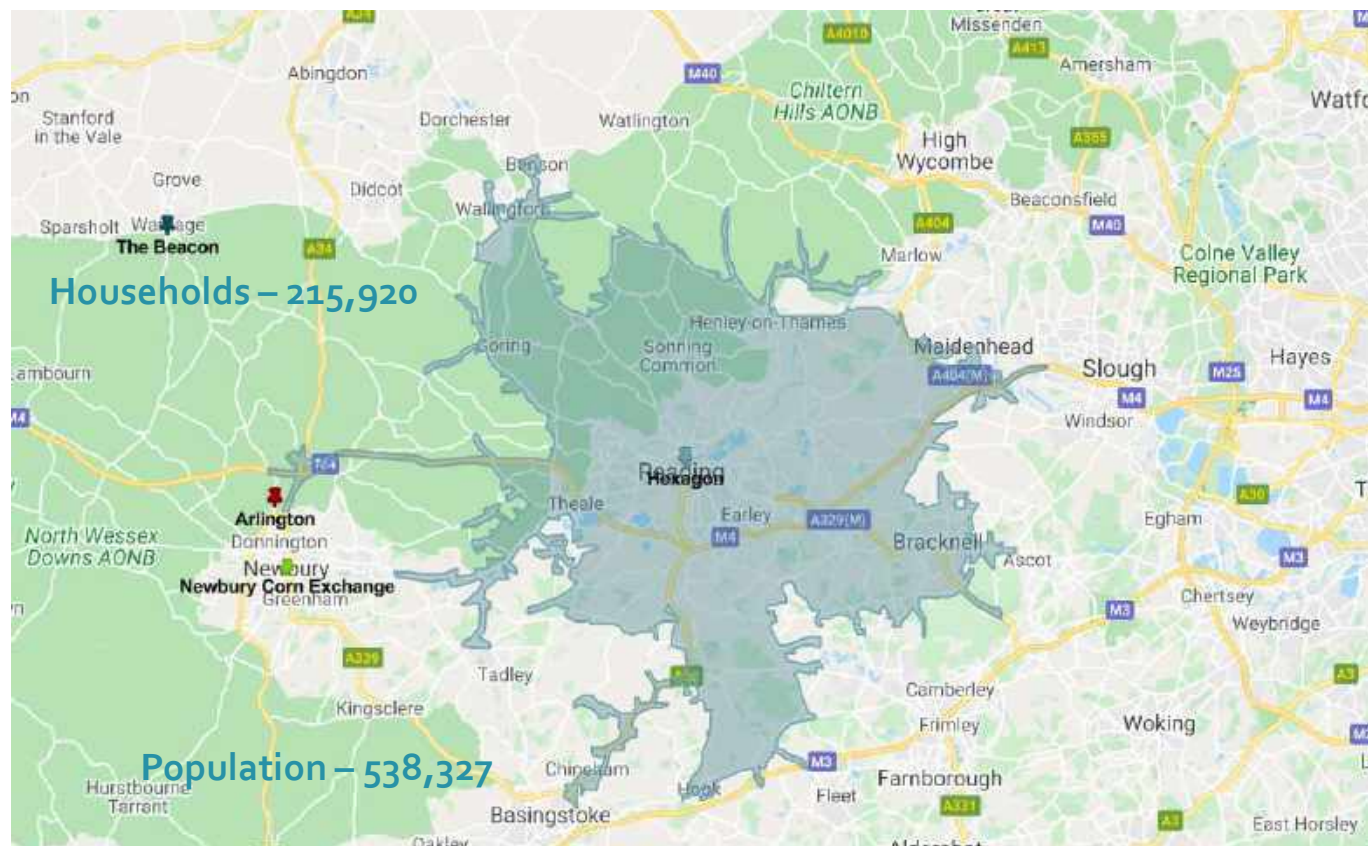 A34
A4010
Missenden
A413
Amersham
M40
Abingdon
Chiltern
Hills AONB
Stanford
in the Vale
Dorchester
Watlington
High
Wycombe
A355
Grove
Didcot
Benson
Beaconsfield
Sparsholt
The Beacon
Wallingford
A34
A404
M40
Marlow
Colne Valley
Regional Park
Households – 215,920
Henley-on-Thames
Goring
Sonning
Common
Maidenhead
A404(M)
Slough
M25
Hayes
M4
M4
Windsor
Reading
Hexagon
Arlington
Theale
Earley
A329(M)
M4
A30
Egham
North Wessex
Downs AONB
Donnington
Newbury
Newbury Corn Exchange
Greenham
Bracknell
Ascot
M3
Chertsey
M3
Weybridge
A339
Tadley
A3
Kingsclere
Camberley
Frimley
Woking
Population – 538,327
Hurstbourne
Tarrant
Chineham
Hook
M3
Fleet
Farnborough
A331
A3
Basingstoke
East Horsley